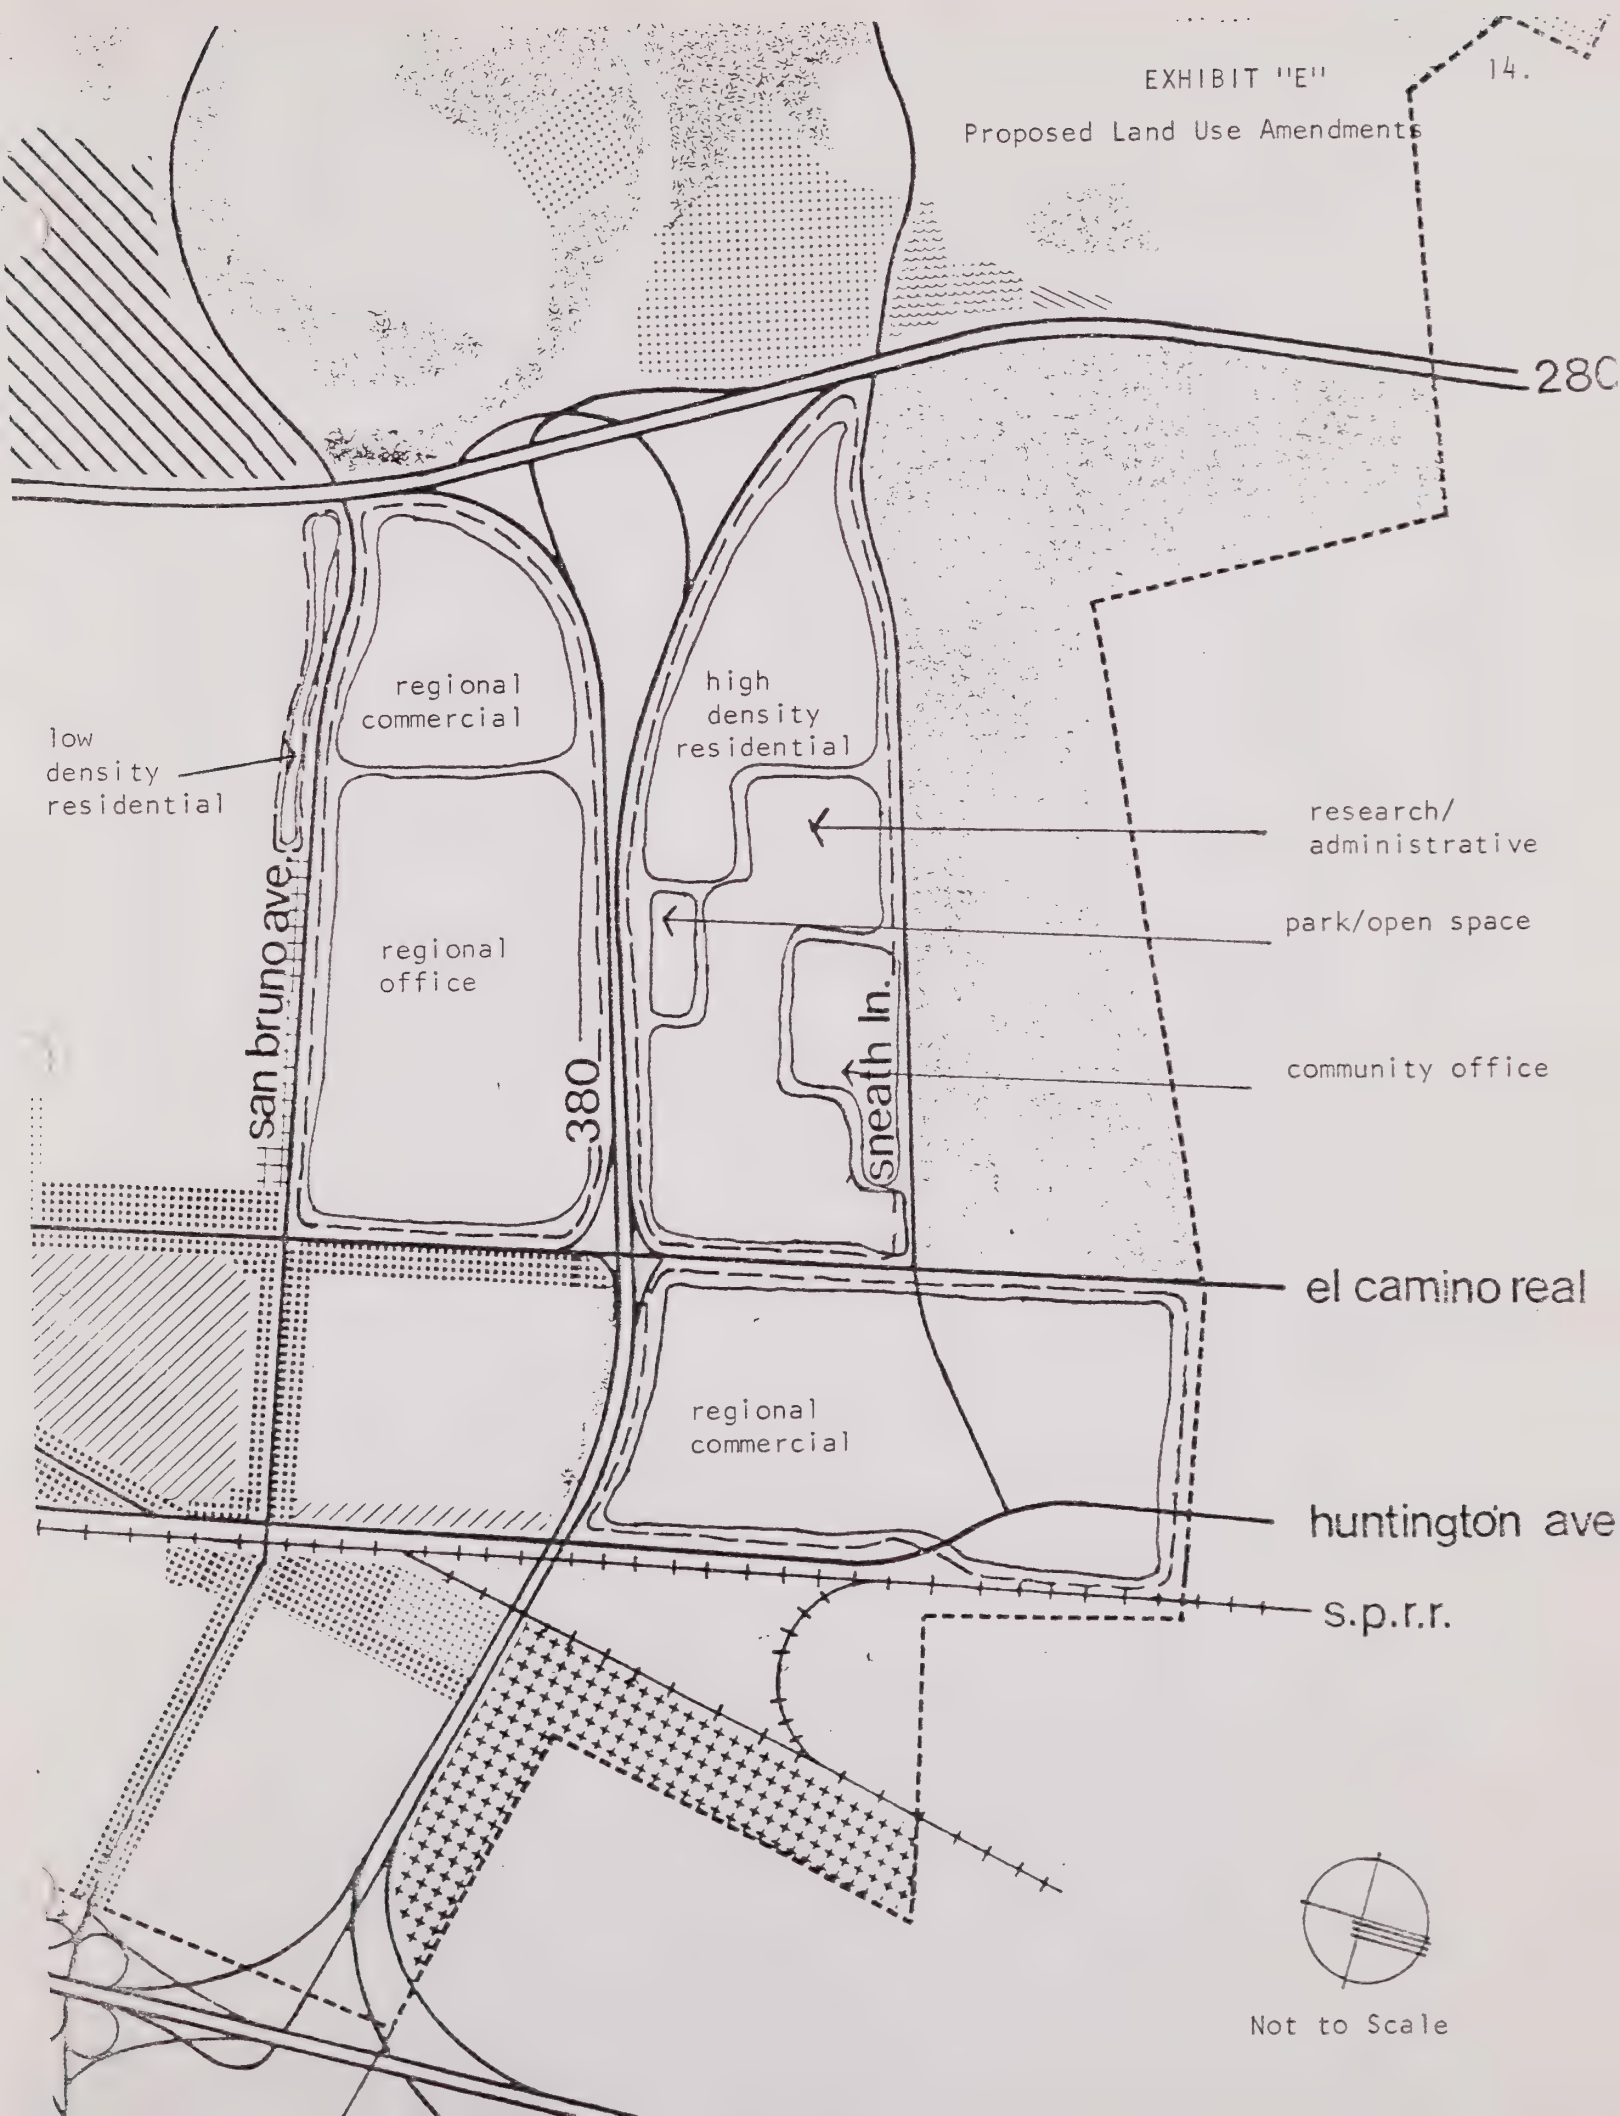 EXHIBIT "E"
14.
Proposed Land Use Amendments
280
regional
commercial
high
density
residential
low
density
residential
research/
administrative
park/open space
san bruno ave.
regional
office
sneath ln.
community office
380
el camino real
regional
commercial
huntington ave
s.p.r.r.
Not to Scale